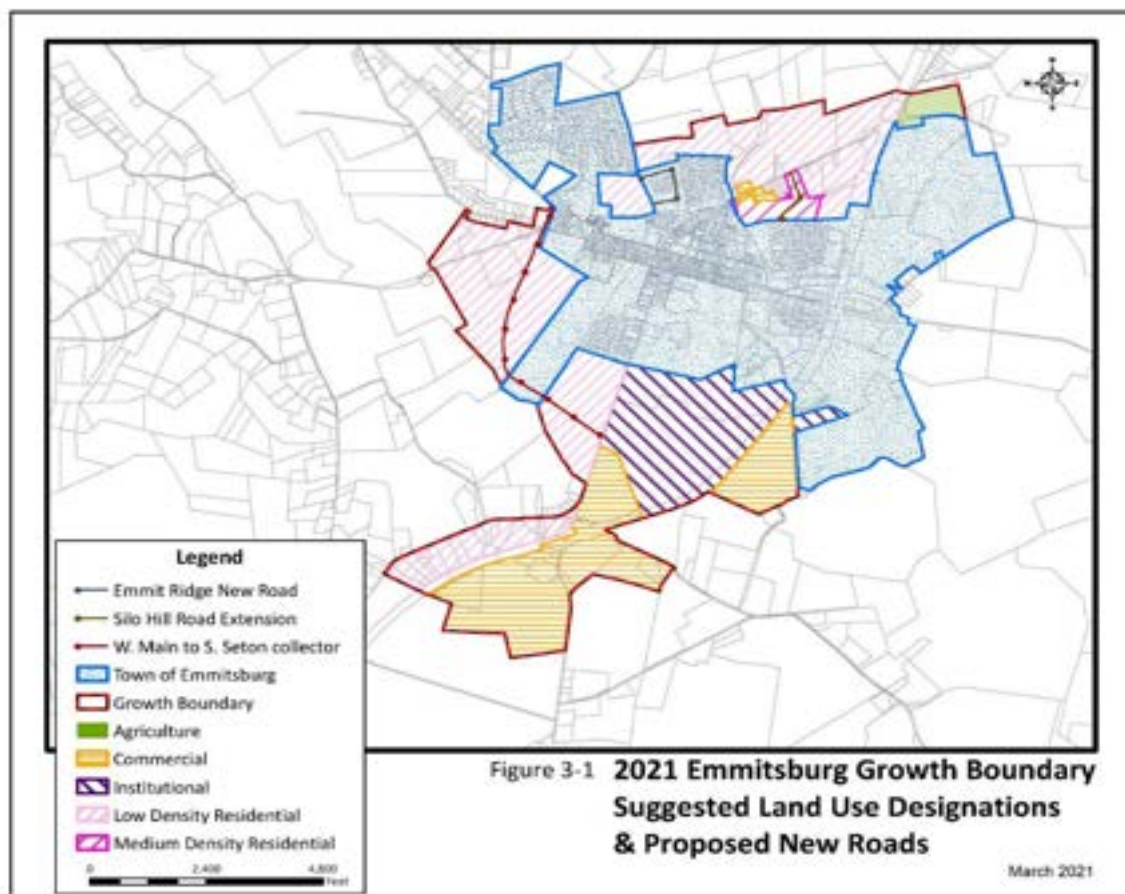 Legend
Emmit Ridge New Road
Silo Hill Road Extension
W. Main to S. Seton collector
Town of Emmitsburg
Growth Boundary
Agriculture
Commercial
Institutional
Low Density Residential
Medium Density Residential
0 2,400 4,800
Feet
Figure 3-1 2021 Emmitsburg Growth Boundary
Suggested Land Use Designations
& Proposed New Roads
March 2021